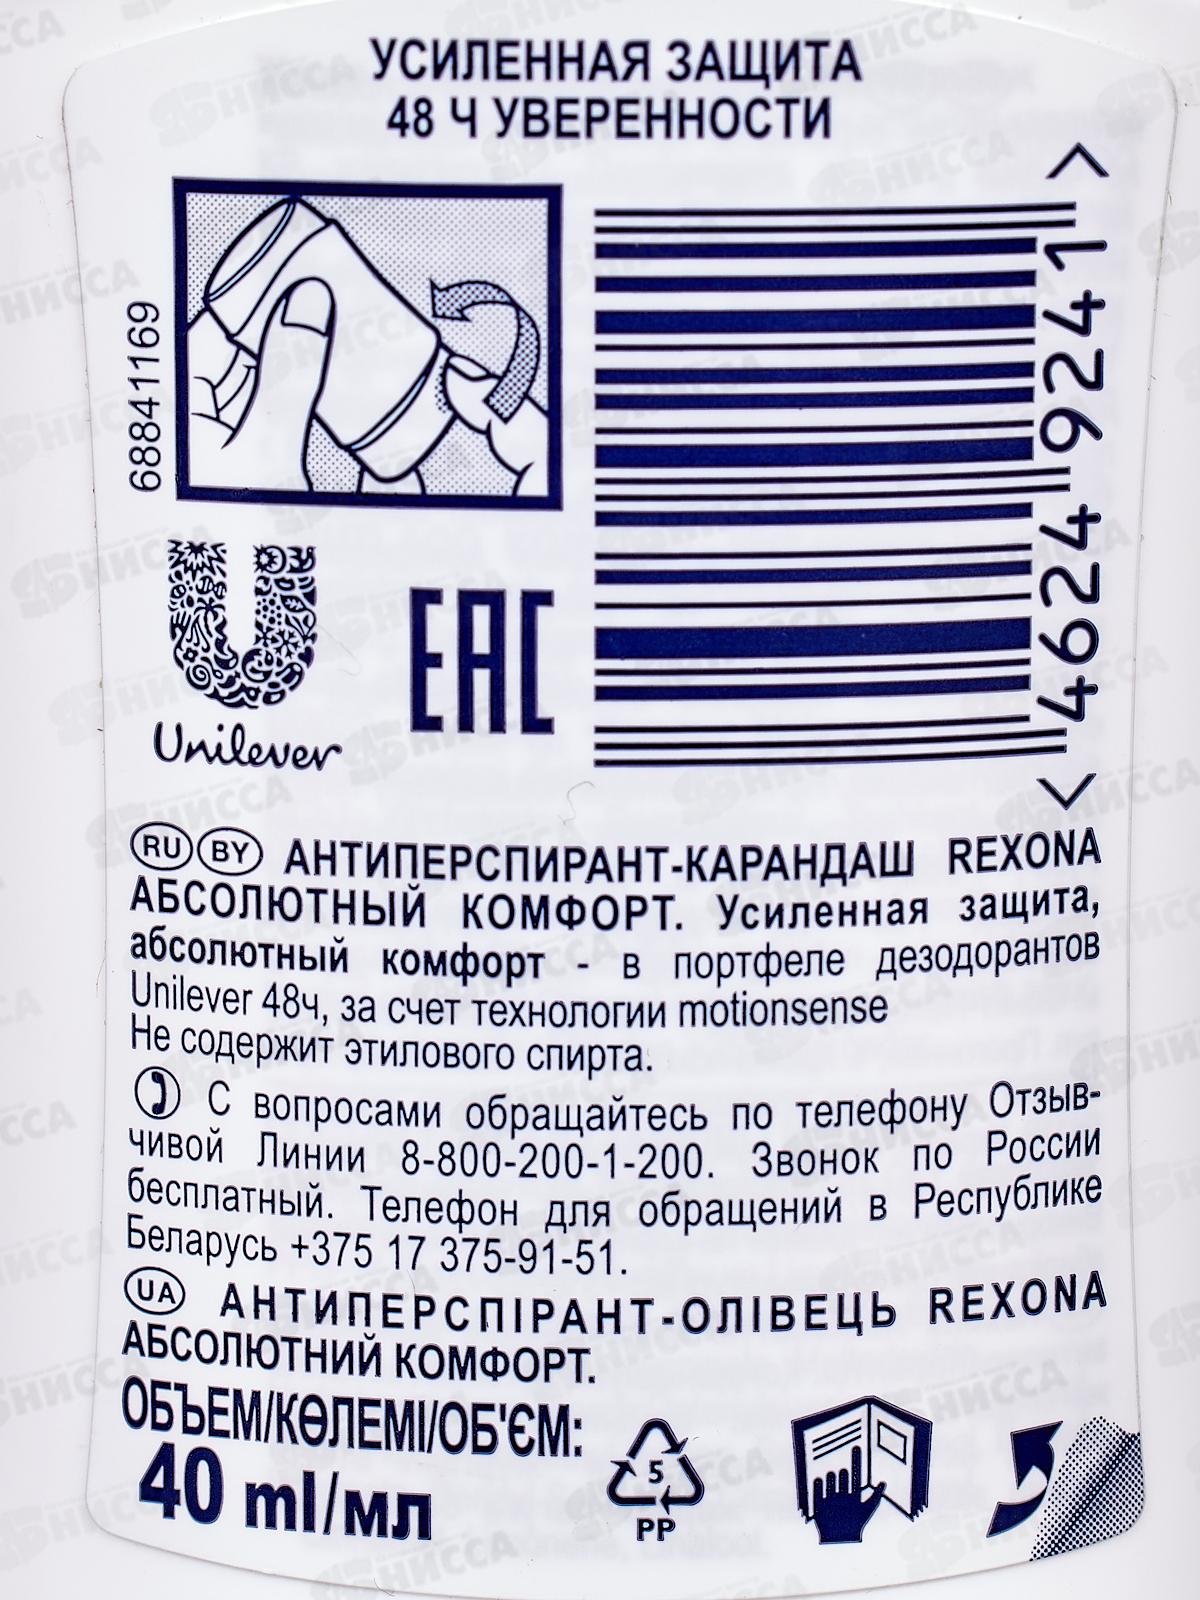 УСИЛЕННАЯ ЗАЩИТА
48 Ч УВЕРЕННОСТИ
68841169
4624 9241
Unilever
EAC
RU BY АНТИПЕРСПИРАНТ-КАРАНДАШ REXONA
АБСОЛЮТНЫЙ КОМФОРТ. Усиленная защита,
абсолютный комфорт - в портфеле дезодорантов
Unilever 48ч, за счет технологии motionsense
Не содержит этилового спирта.
С вопросами обращайтесь по телефону Отзыв-
чивой Линии 8-800-200-1-200. Звонок по России
бесплатный. Телефон для обращений в Республике
Беларусь +375 17 375-91-51.
UA АНТИПЕРСПІРАНТ-ОЛІВЕЦЬ REXONA
АБСОЛЮТНИЙ КОМФОРТ.
ОБЪЕМ/КӨЛЕМІ/ОБ'ЄМ:
40 ml/мл
5
PP
НИССА